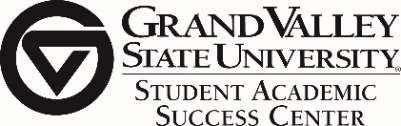 GRAND VALLEY
STATE UNIVERSITY®
STUDENT ACADEMIC
SUCCESS CENTER